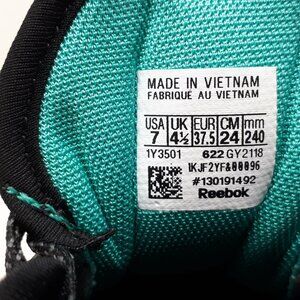 MADE IN VIETNAM
FABRIQUÉ AU VIETNAM
USA UK EUR CM mm
7 4½ 37.5 24 240
1Y3501 622 GY2118
#130191492
Reebok